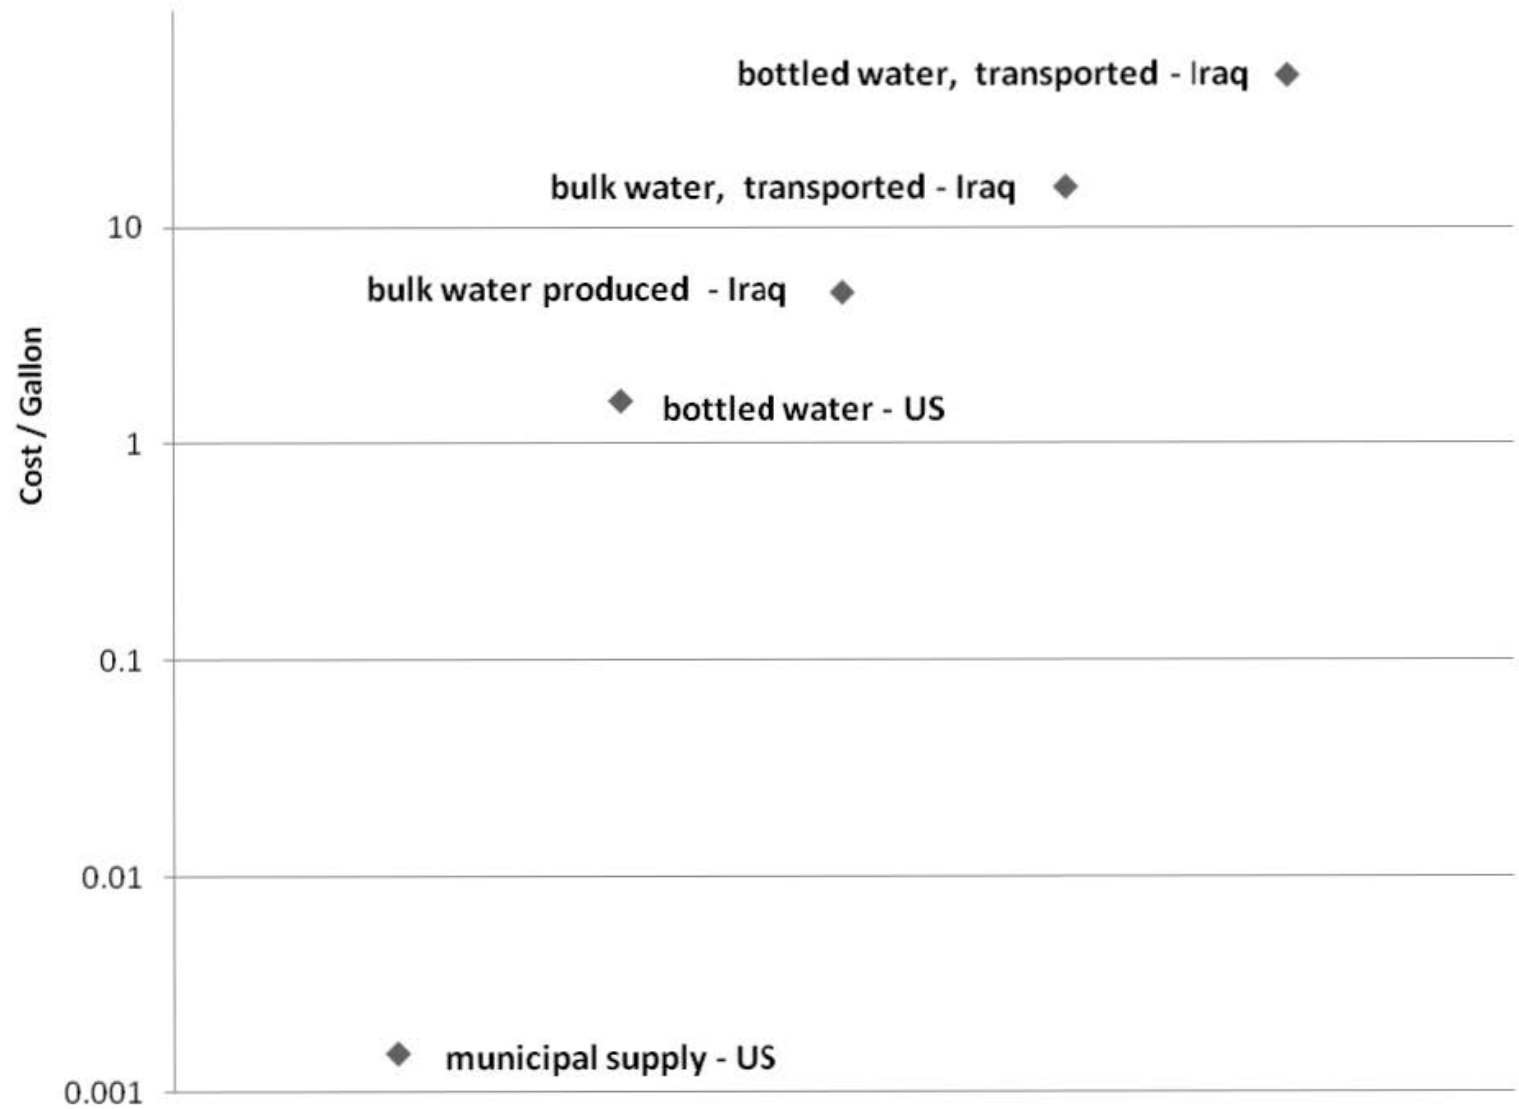 bottled water, transported - Iraq
bulk water, transported - Iraq
10
bulk water produced - Iraq
Cost / Gallon
bottled water - US
1
0.1
0.01
municipal supply - US
0.001